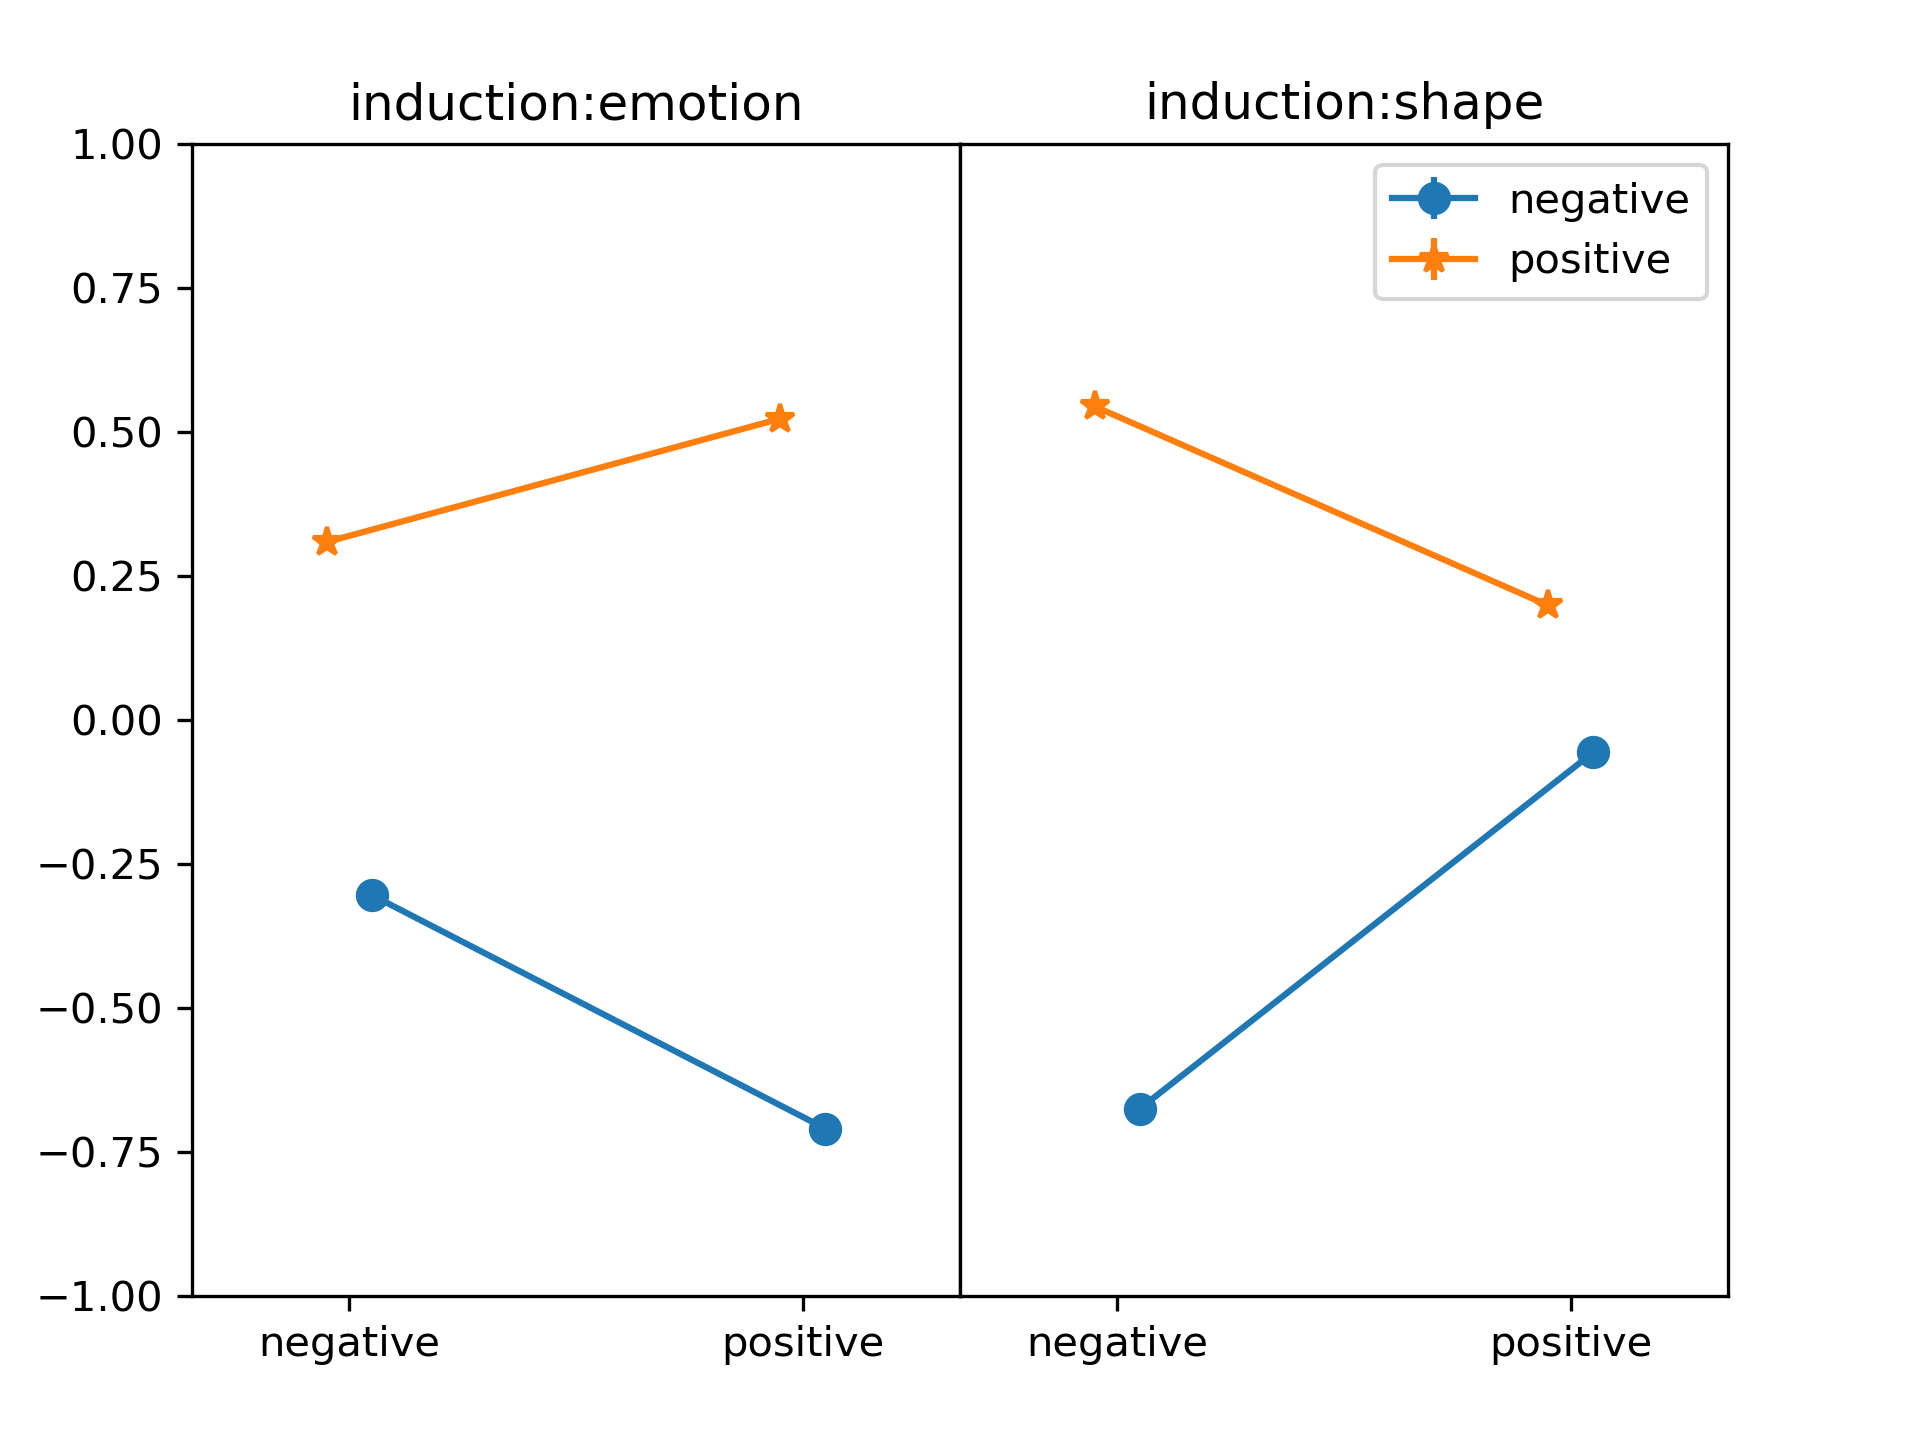 induction:emotion
induction:shape
1.00
0.75
0.50
0.25
0.00
−0.25
−0.50
−0.75
−1.00
negative
positive
negative
positive
negative
positive